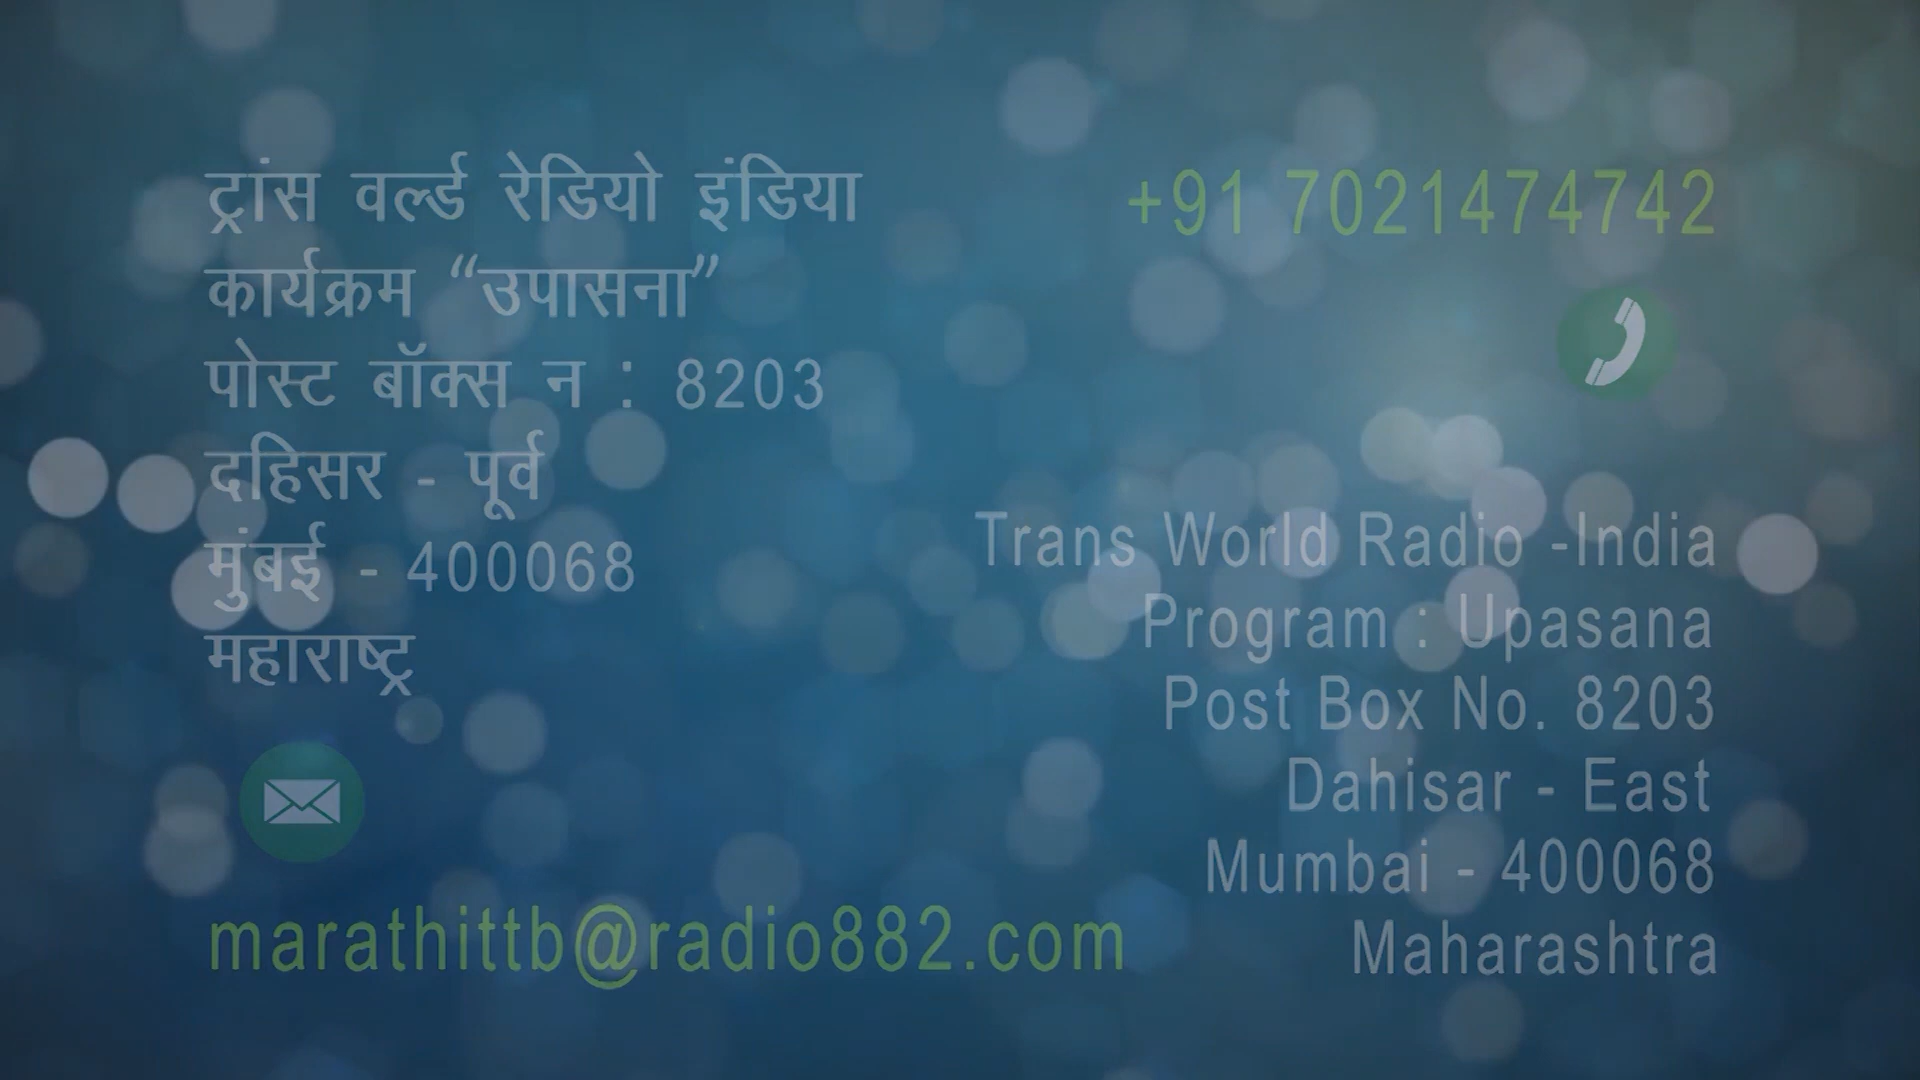 ट्रांस वर्ल्ड रेडियो इंडिया
कार्यक्रम “उपासना”
पोस्ट बॉक्स न : 8203
दहिसर - पूर्व
मुंबई - 400068
महाराष्ट्र
marathittb@radio882.com
+91 7021474742
Trans World Radio -India
Program : Upasana
Post Box No. 8203
Dahisar - East
Mumbai - 400068
Maharashtra